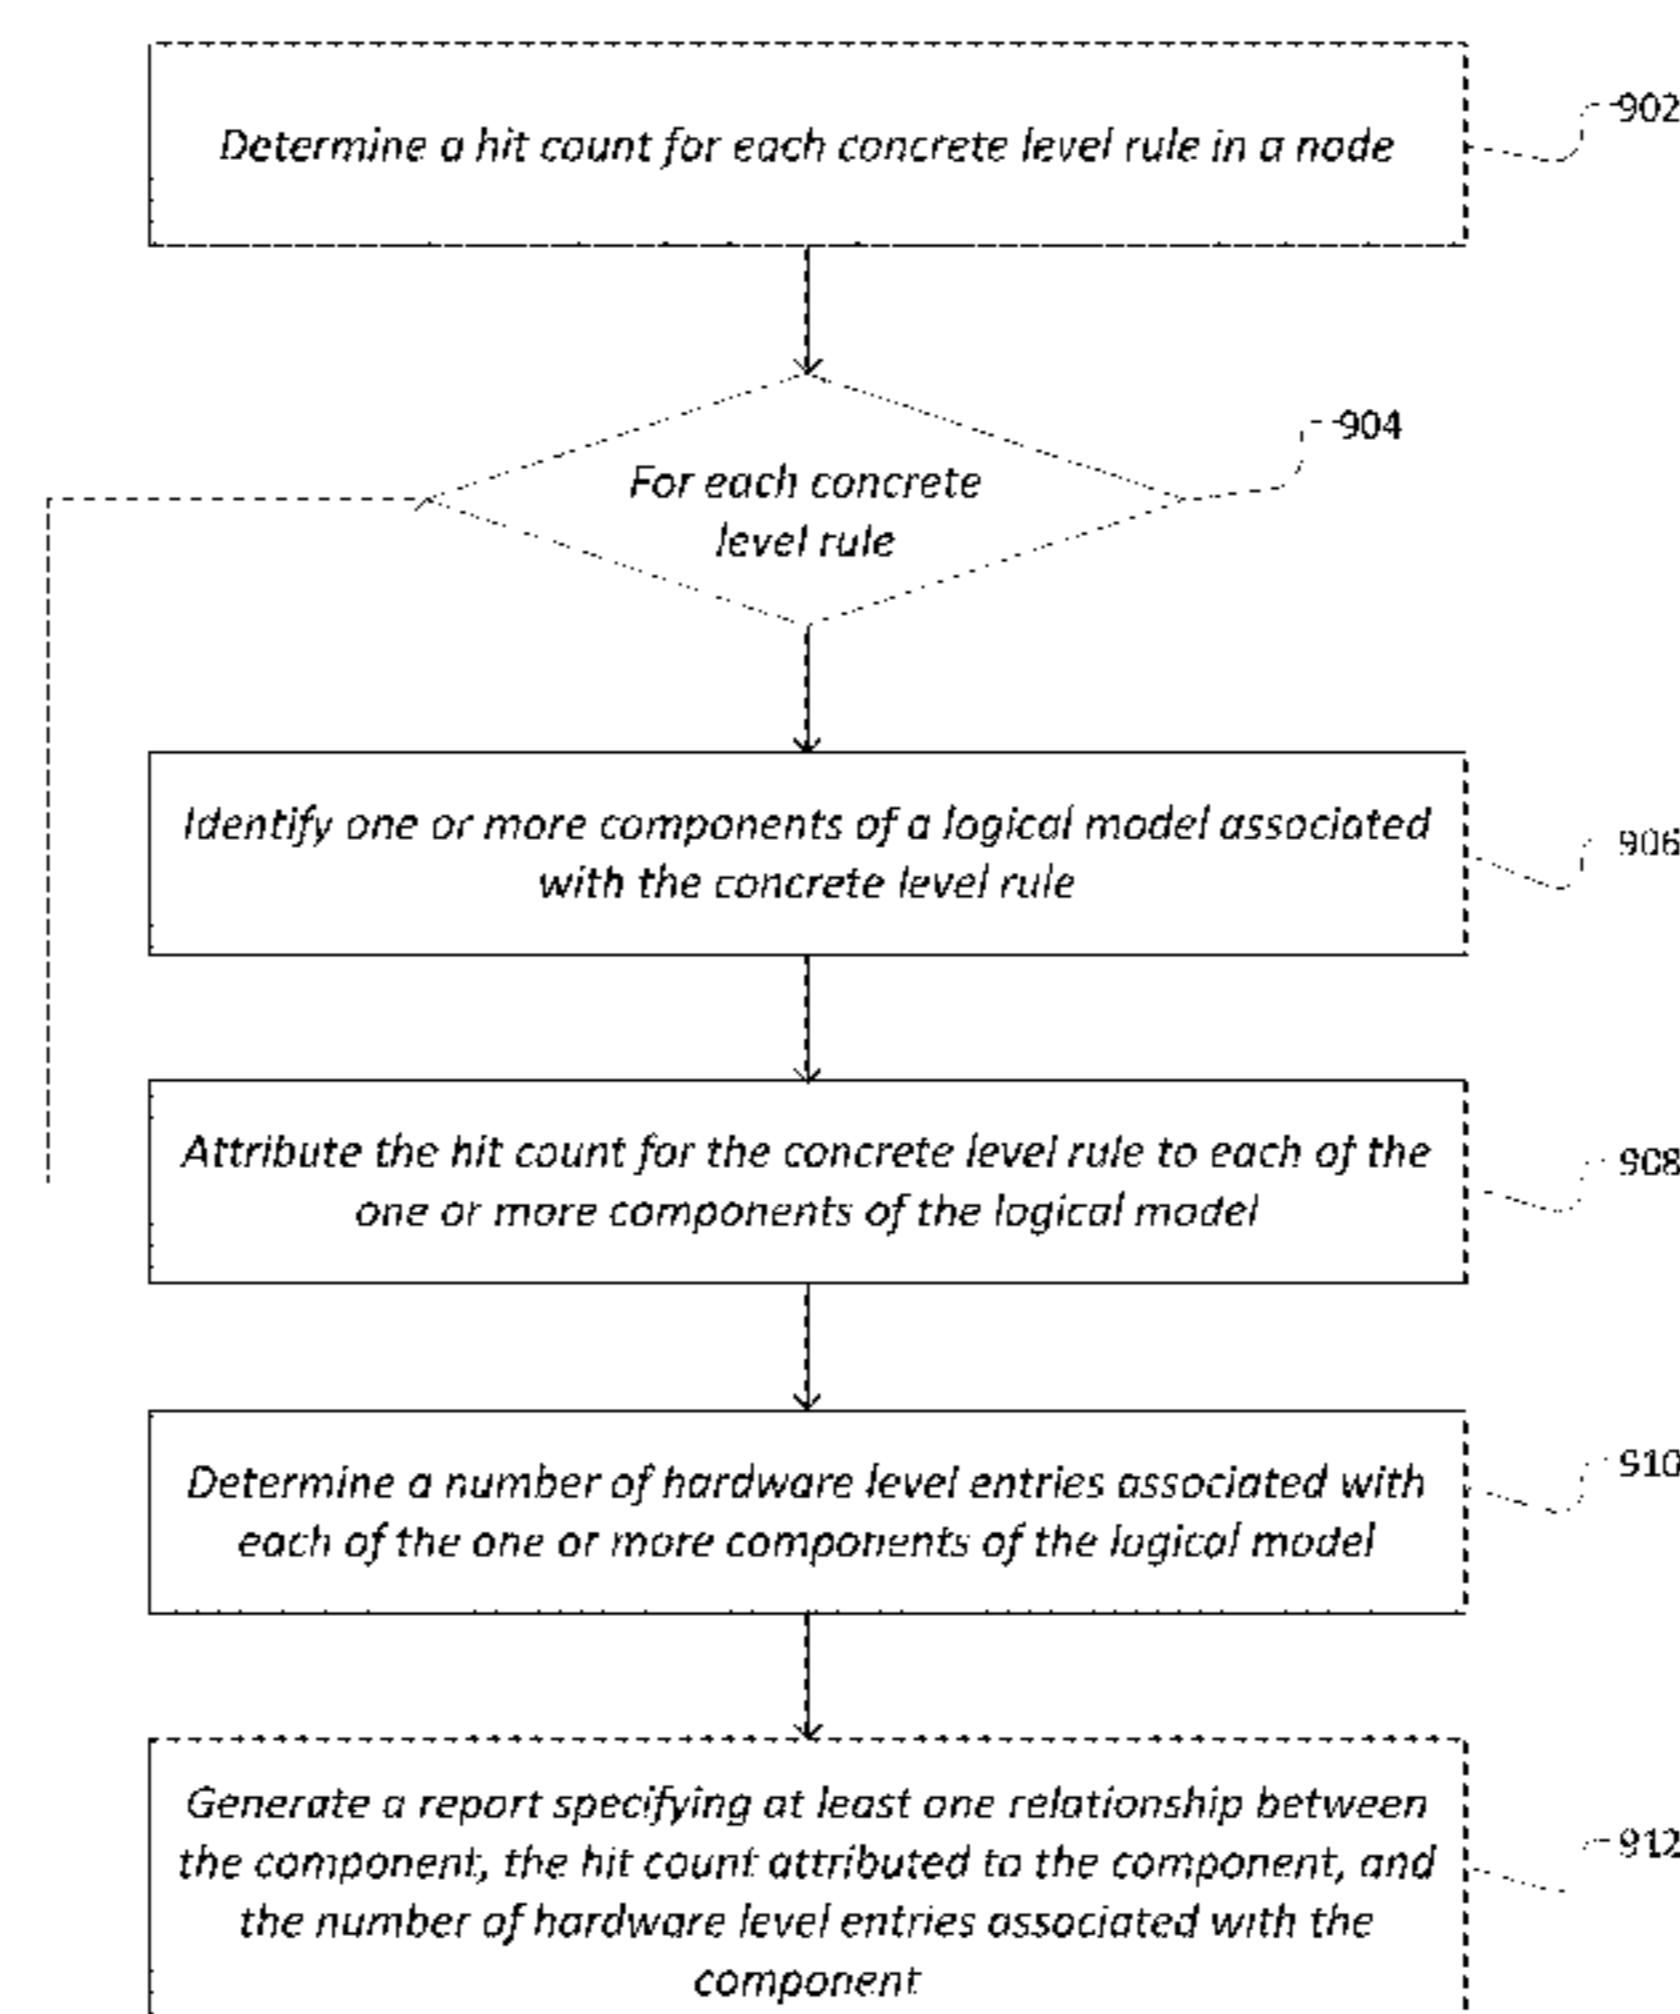 Determine a hit count for each concrete level rule in a node
902
904
For each concrete
level rule
Identify one or more components of a logical model associated
with the concrete level rule
906
Attribute the hit count for the concrete level rule to each of the
one or more components of the logical model
908
Determine a number of hardware level entries associated with
each of the one or more components of the logical model
910
Generate a report specifying at least one relationship between
the component, the hit count attributed to the component, and
the number of hardware level entries associated with the
component
912